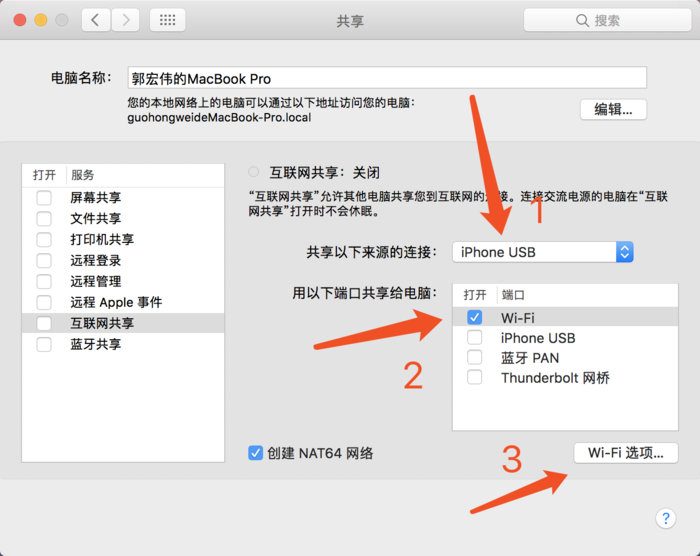 共享
搜索
电脑名称：
郭宏伟的MacBook Pro
您的本地网络上的电脑可以通过以下地址访问您的电脑：
guohongweideMacBook-Pro.local
编辑...
打开 服务
屏幕共享
文件共享
打印机共享
远程登录
远程管理
远程 Apple 事件
互联网共享
蓝牙共享
互联网共享：关闭
“互联网共享”允许其他电脑共享您到互联网的连接。连接交流电源的电脑在“互
联网共享”打开时不会休眠。
1
共享以下来源的连接：
iPhone USB
用以下端口共享给电脑：
打开 端口
Wi-Fi
iPhone USB
蓝牙 PAN
Thunderbolt 网桥
2
创建 NAT64 网络
3
Wi-Fi 选项...
?